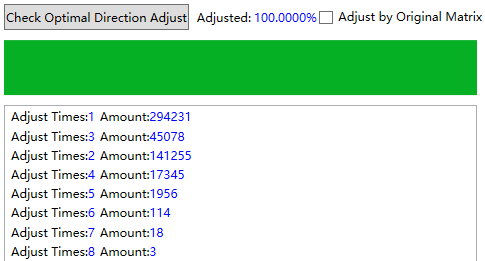 Check Optimal Direction Adjust Adjusted: 100.0000% Adjust by Original Matrix
Adjust Times:1 Amount:294231
Adjust Times:3 Amount:45078
Adjust Times:2 Amount:141255
Adjust Times:4 Amount:17345
Adjust Times:5 Amount:1956
Adjust Times:6 Amount:114
Adjust Times:7 Amount:18
Adjust Times:8 Amount:3